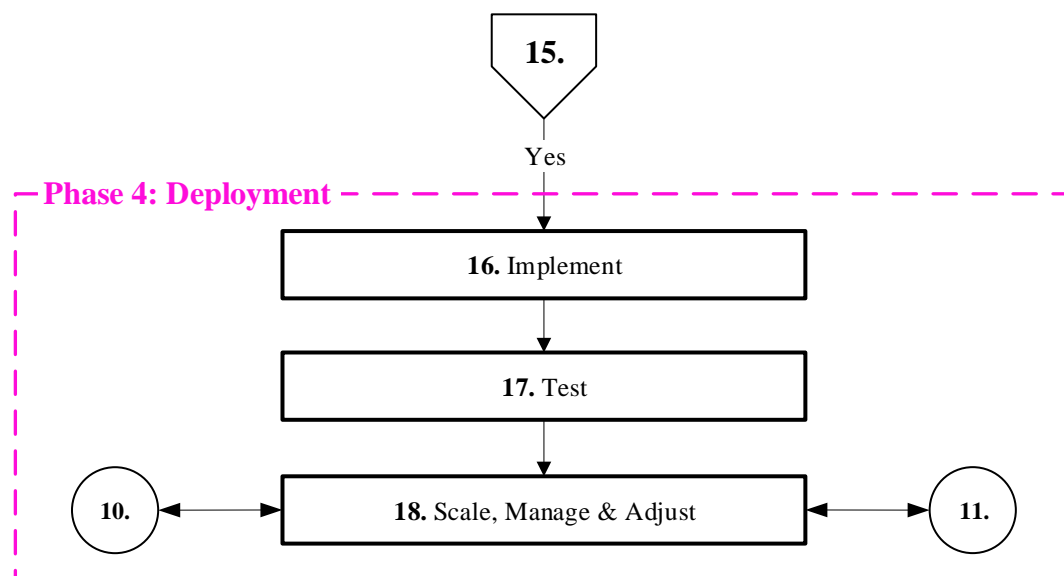 15.
Yes
Phase 4: Deployment
16. Implement
17. Test
10.
18. Scale, Manage & Adjust
11.